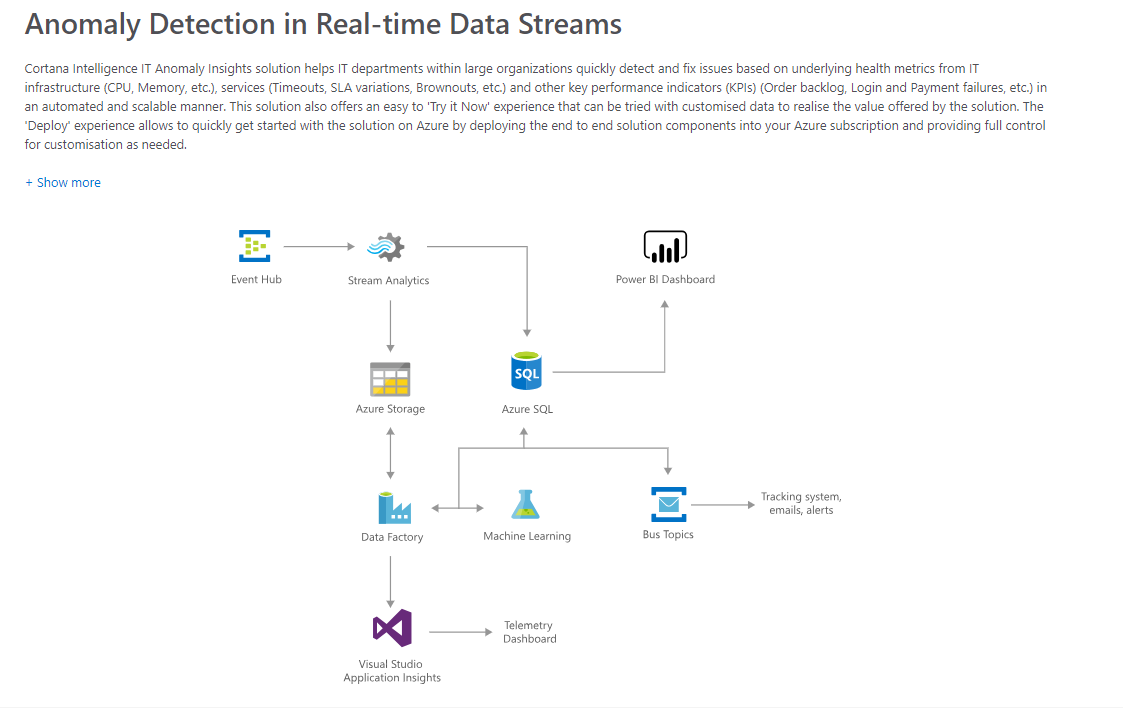 Anomaly Detection in Real-time Data Streams
Cortana Intelligence IT Anomaly Insights solution helps IT departments within large organizations quickly detect and fix issues based on underlying health metrics from IT
infrastructure (CPU, Memory, etc.), services (Timeouts, SLA variations, Brownouts, etc.) and other key performance indicators (KPIs) (Order backlog, Login and Payment failures, etc.) in
an automated and scalable manner. This solution also offers an easy to 'Try it Now' experience that can be tried with customised data to realise the value offered by the solution. The
'Deploy' experience allows to quickly get started with the solution on Azure by deploying the end to end solution components into your Azure subscription and providing full control
for customisation as needed.
+ Show more
Event Hub
Stream Analytics
Power BI Dashboard
SQL
Azure Storage
Azure SQL
Tracking system,
emails, alerts
Data Factory
Machine Learning
Bus Topics
Telemetry
Dashboard
Visual Studio
Application Insights